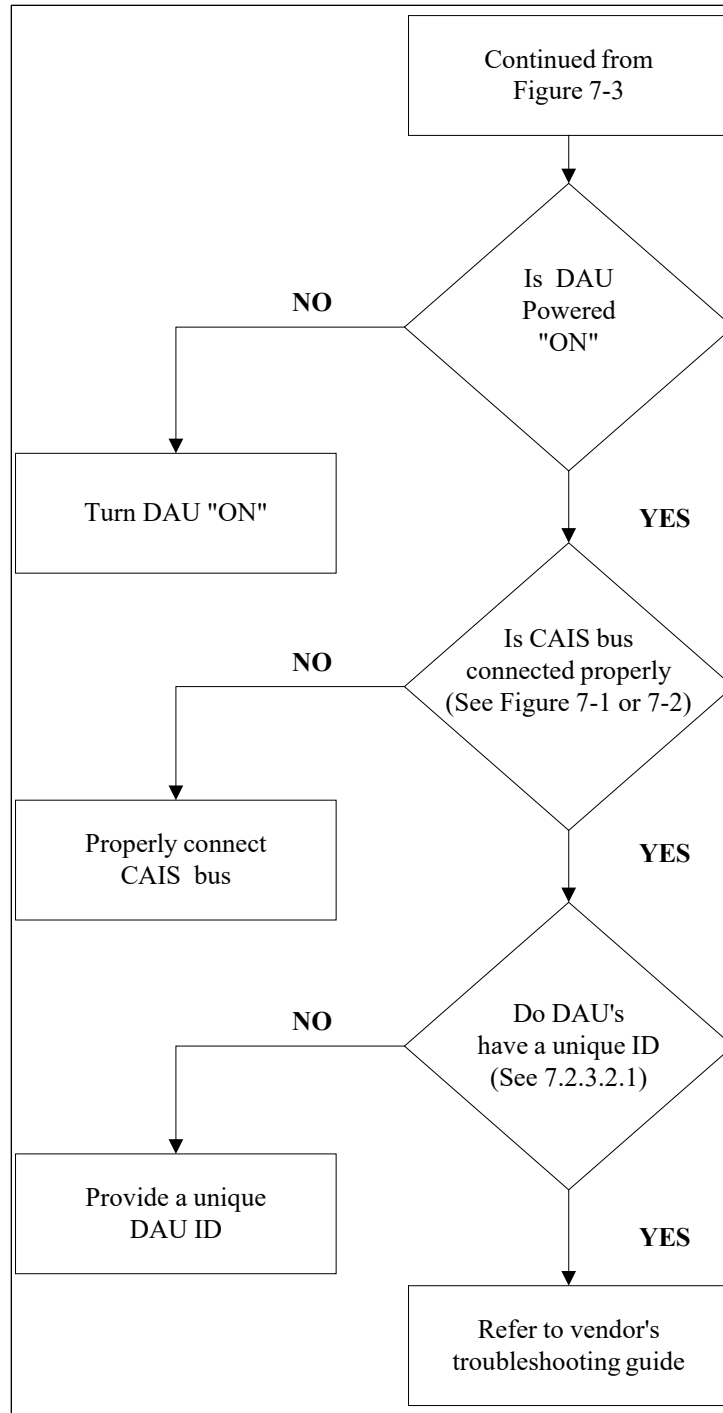 Continued from
Figure 7-3
Is DAU
Powered
"ON"
NO
Turn DAU "ON"
YES
Is CAIS bus
connected properly
(See Figure 7-1 or 7-2)
NO
Properly connect
CAIS bus
YES
Do DAU's
have a unique ID
(See 7.2.3.2.1)
NO
Provide a unique
DAU ID
YES
Refer to vendor's
troubleshooting guide